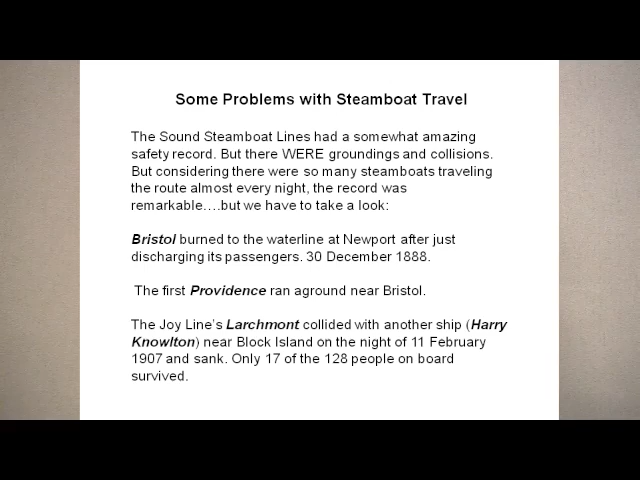 Some Problems with Steamboat Travel
The Sound Steamboat Lines had a somewhat amazing
safety record. But there WERE groundings and collisions.
But considering there were so many steamboats traveling
the route almost every night, the record was
remarkable….but we have to take a look:
Bristol burned to the waterline at Newport after just
discharging its passengers. 30 December 1888.
The first Providence ran aground near Bristol.
The Joy Line's Larchmont collided with another ship (Harry
Knowlton) near Block Island on the night of 11 February
1907 and sank. Only 17 of the 128 people on board
survived.